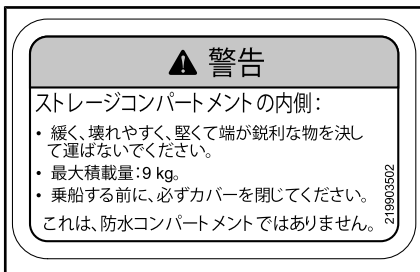 警告
ストレージコンパートメントの内側：
• 緩く、壊れやすく、堅くて端が鋭利な物を決し
て運ばないでください。
• 最大積載量：9 kg。
• 乗船する前に、必ずカバーを閉じてください。
これは、防水コンパートメントではありません。
219903502